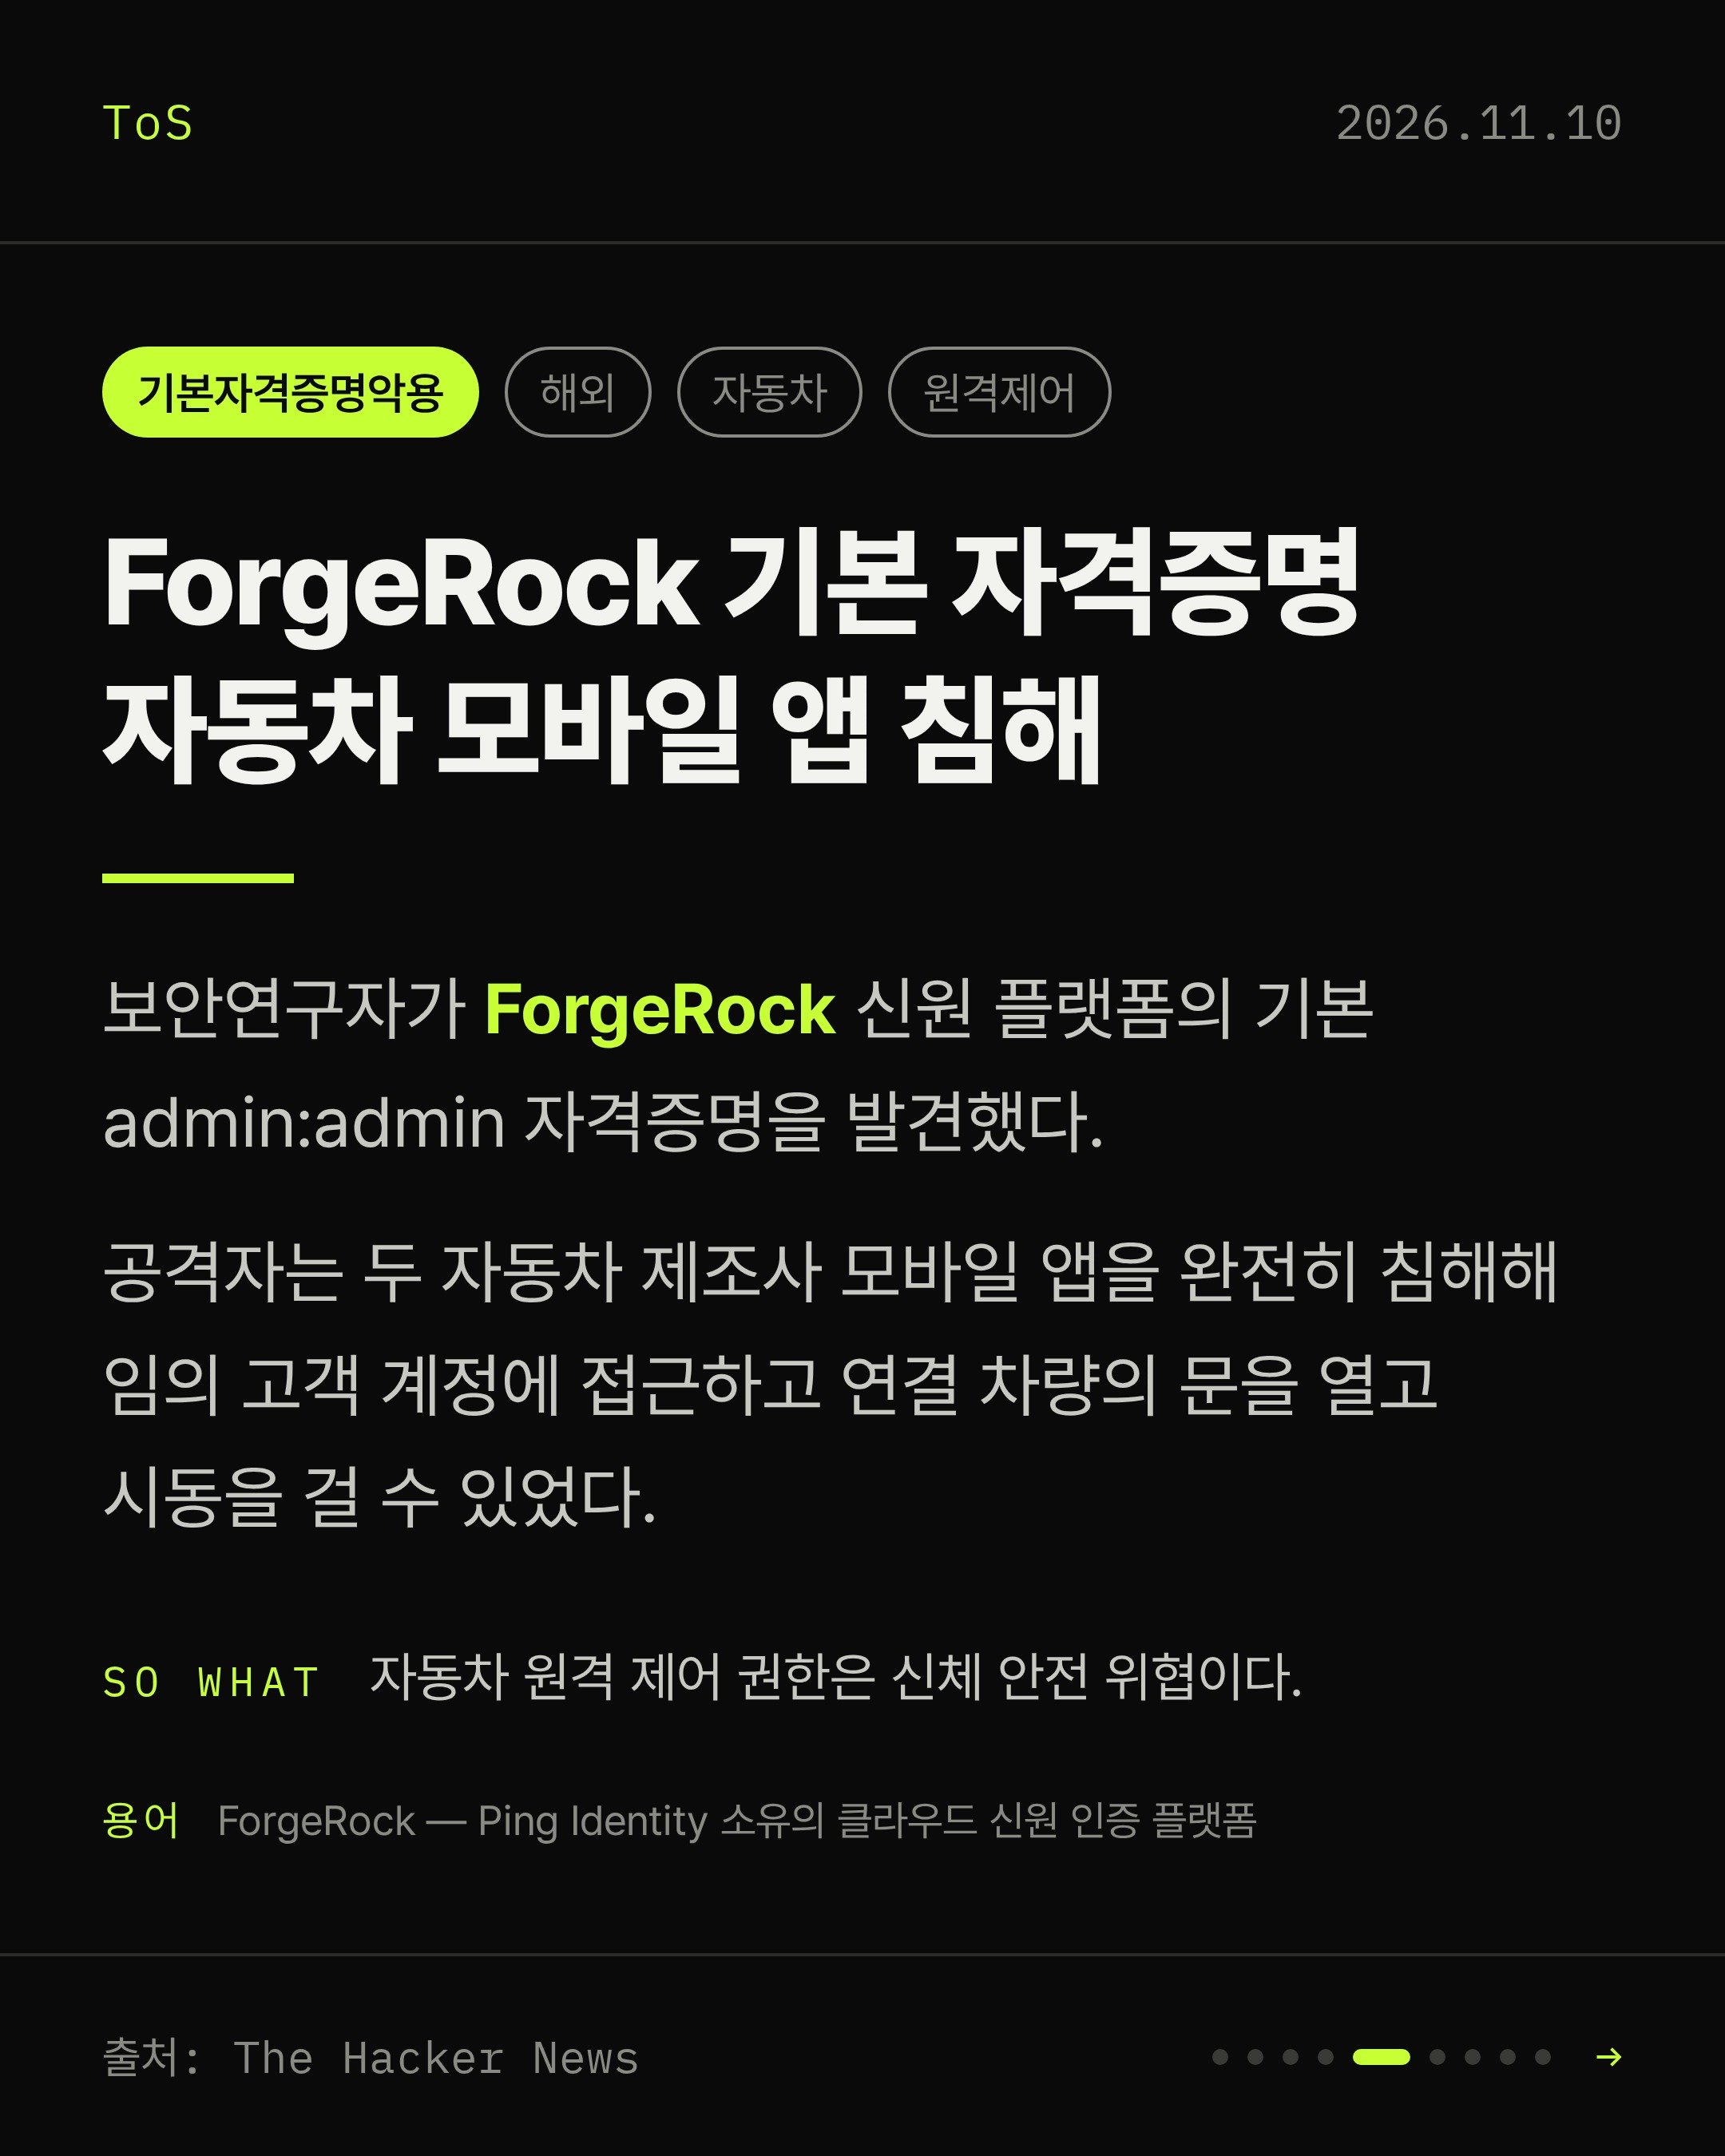 ToS
2026.11.10
기본자격증명악용
해외
자동차
원격제어
ForgeRock 기본 자격증명
자동차 모바일 앱 침해
보안연구자가 ForgeRock 신원 플랫폼의 기본
admin:admin 자격증명을 발견했다.
공격자는 두 자동차 제조사 모바일 앱을 완전히 침해해
임의 고객 계정에 접근하고 연결 차량의 문을 열고
시동을 걸 수 있었다.
SO WHAT 자동차 원격 제어 권한은 신체 안전 위협이다.
용어 ForgeRock — Ping Identity 소유의 클라우드 신원 인증 플랫폼
출처: The Hacker News
→